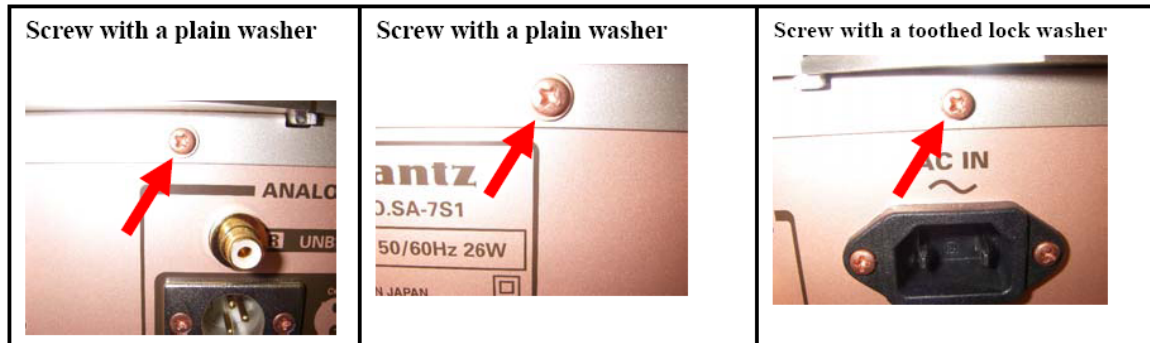 Screw with a plain washer
Screw with a plain washer
Screw with a toothed lock washer
ANALO
R UNB
antz
O.SA-7S1
50/60Hz 26W
N JAPAN
AC IN